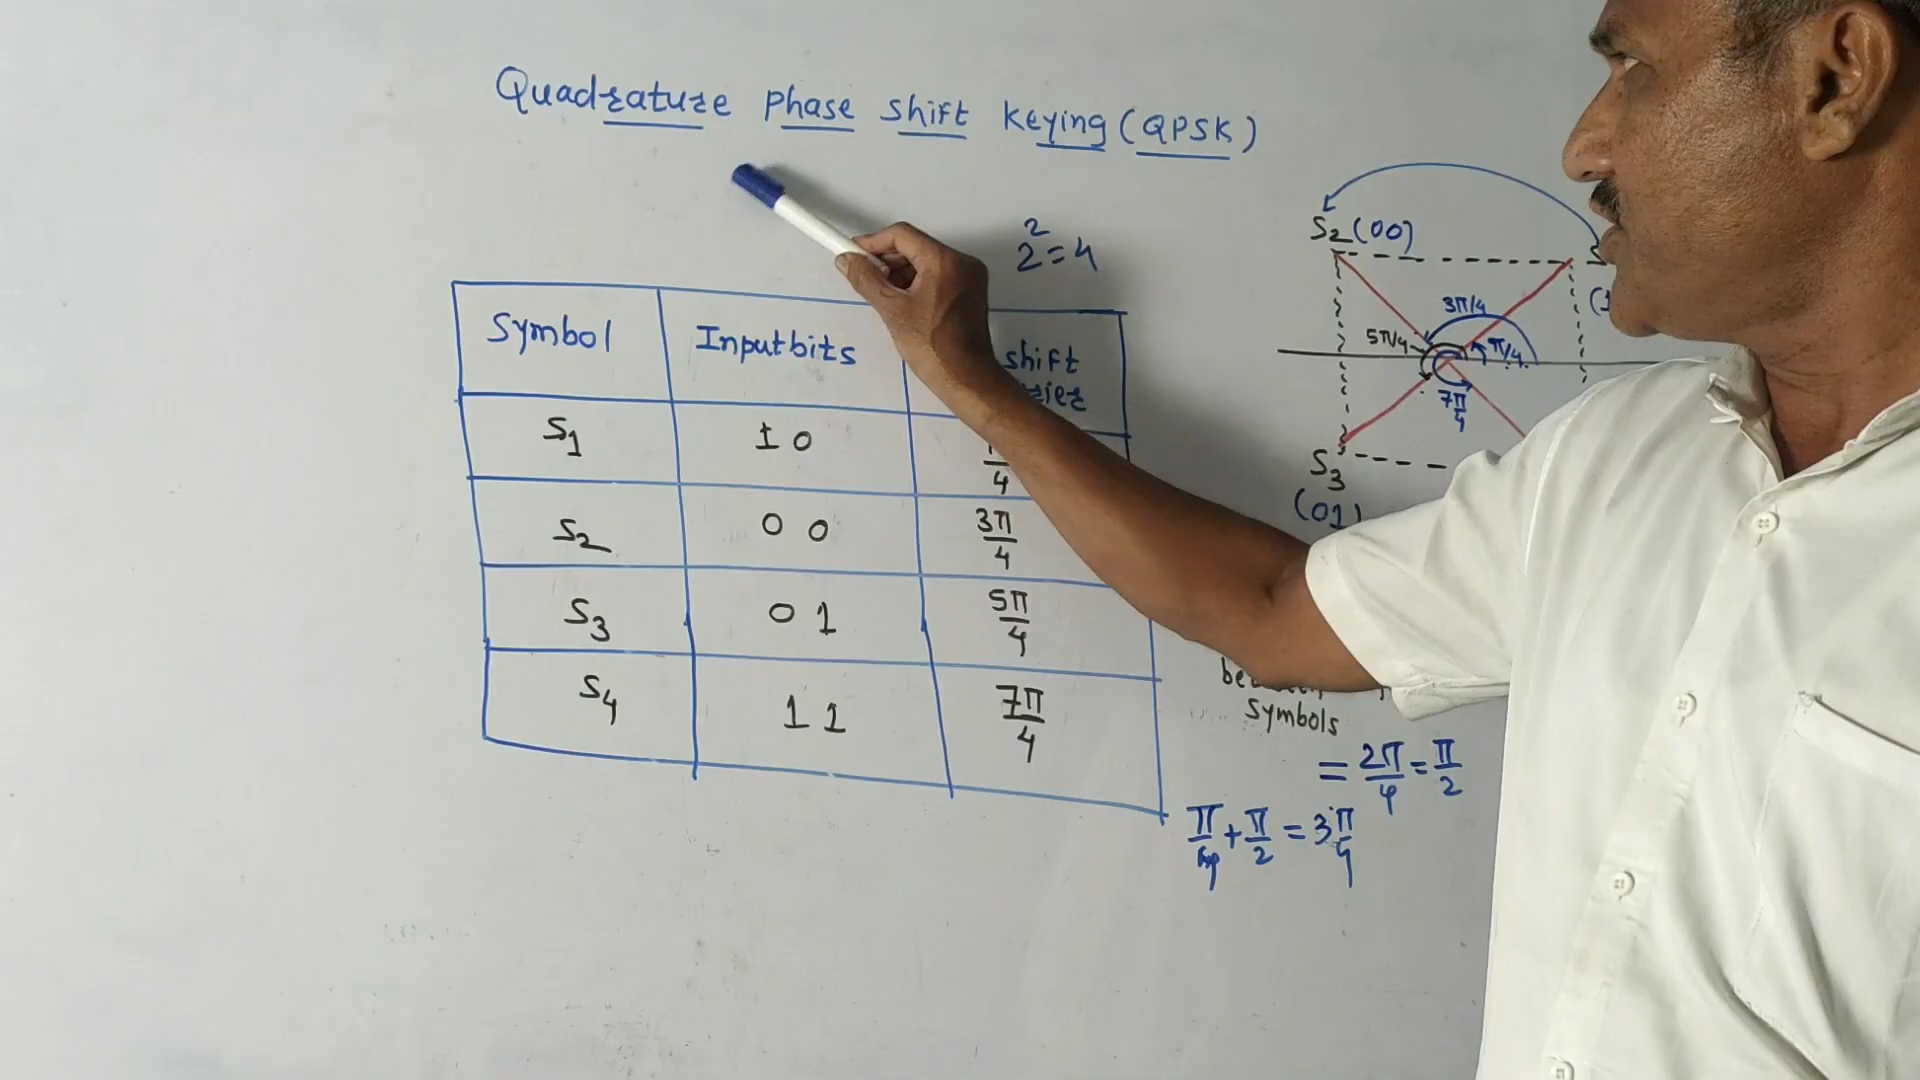 Quadrature Phase Shift Keying (QPSK)
2² = 4
Symbol Inputbits shift
S1 1 0 4
S2 0 0 3π/4
S3 0 1 5π/4
S4 1 1 7π/4
S2 (00)
3π/4
5π/4 π/4
7π/4
S3
(01)
Symbols
= 2π/4 = π/2
π/4 + π/2 = 3π/4